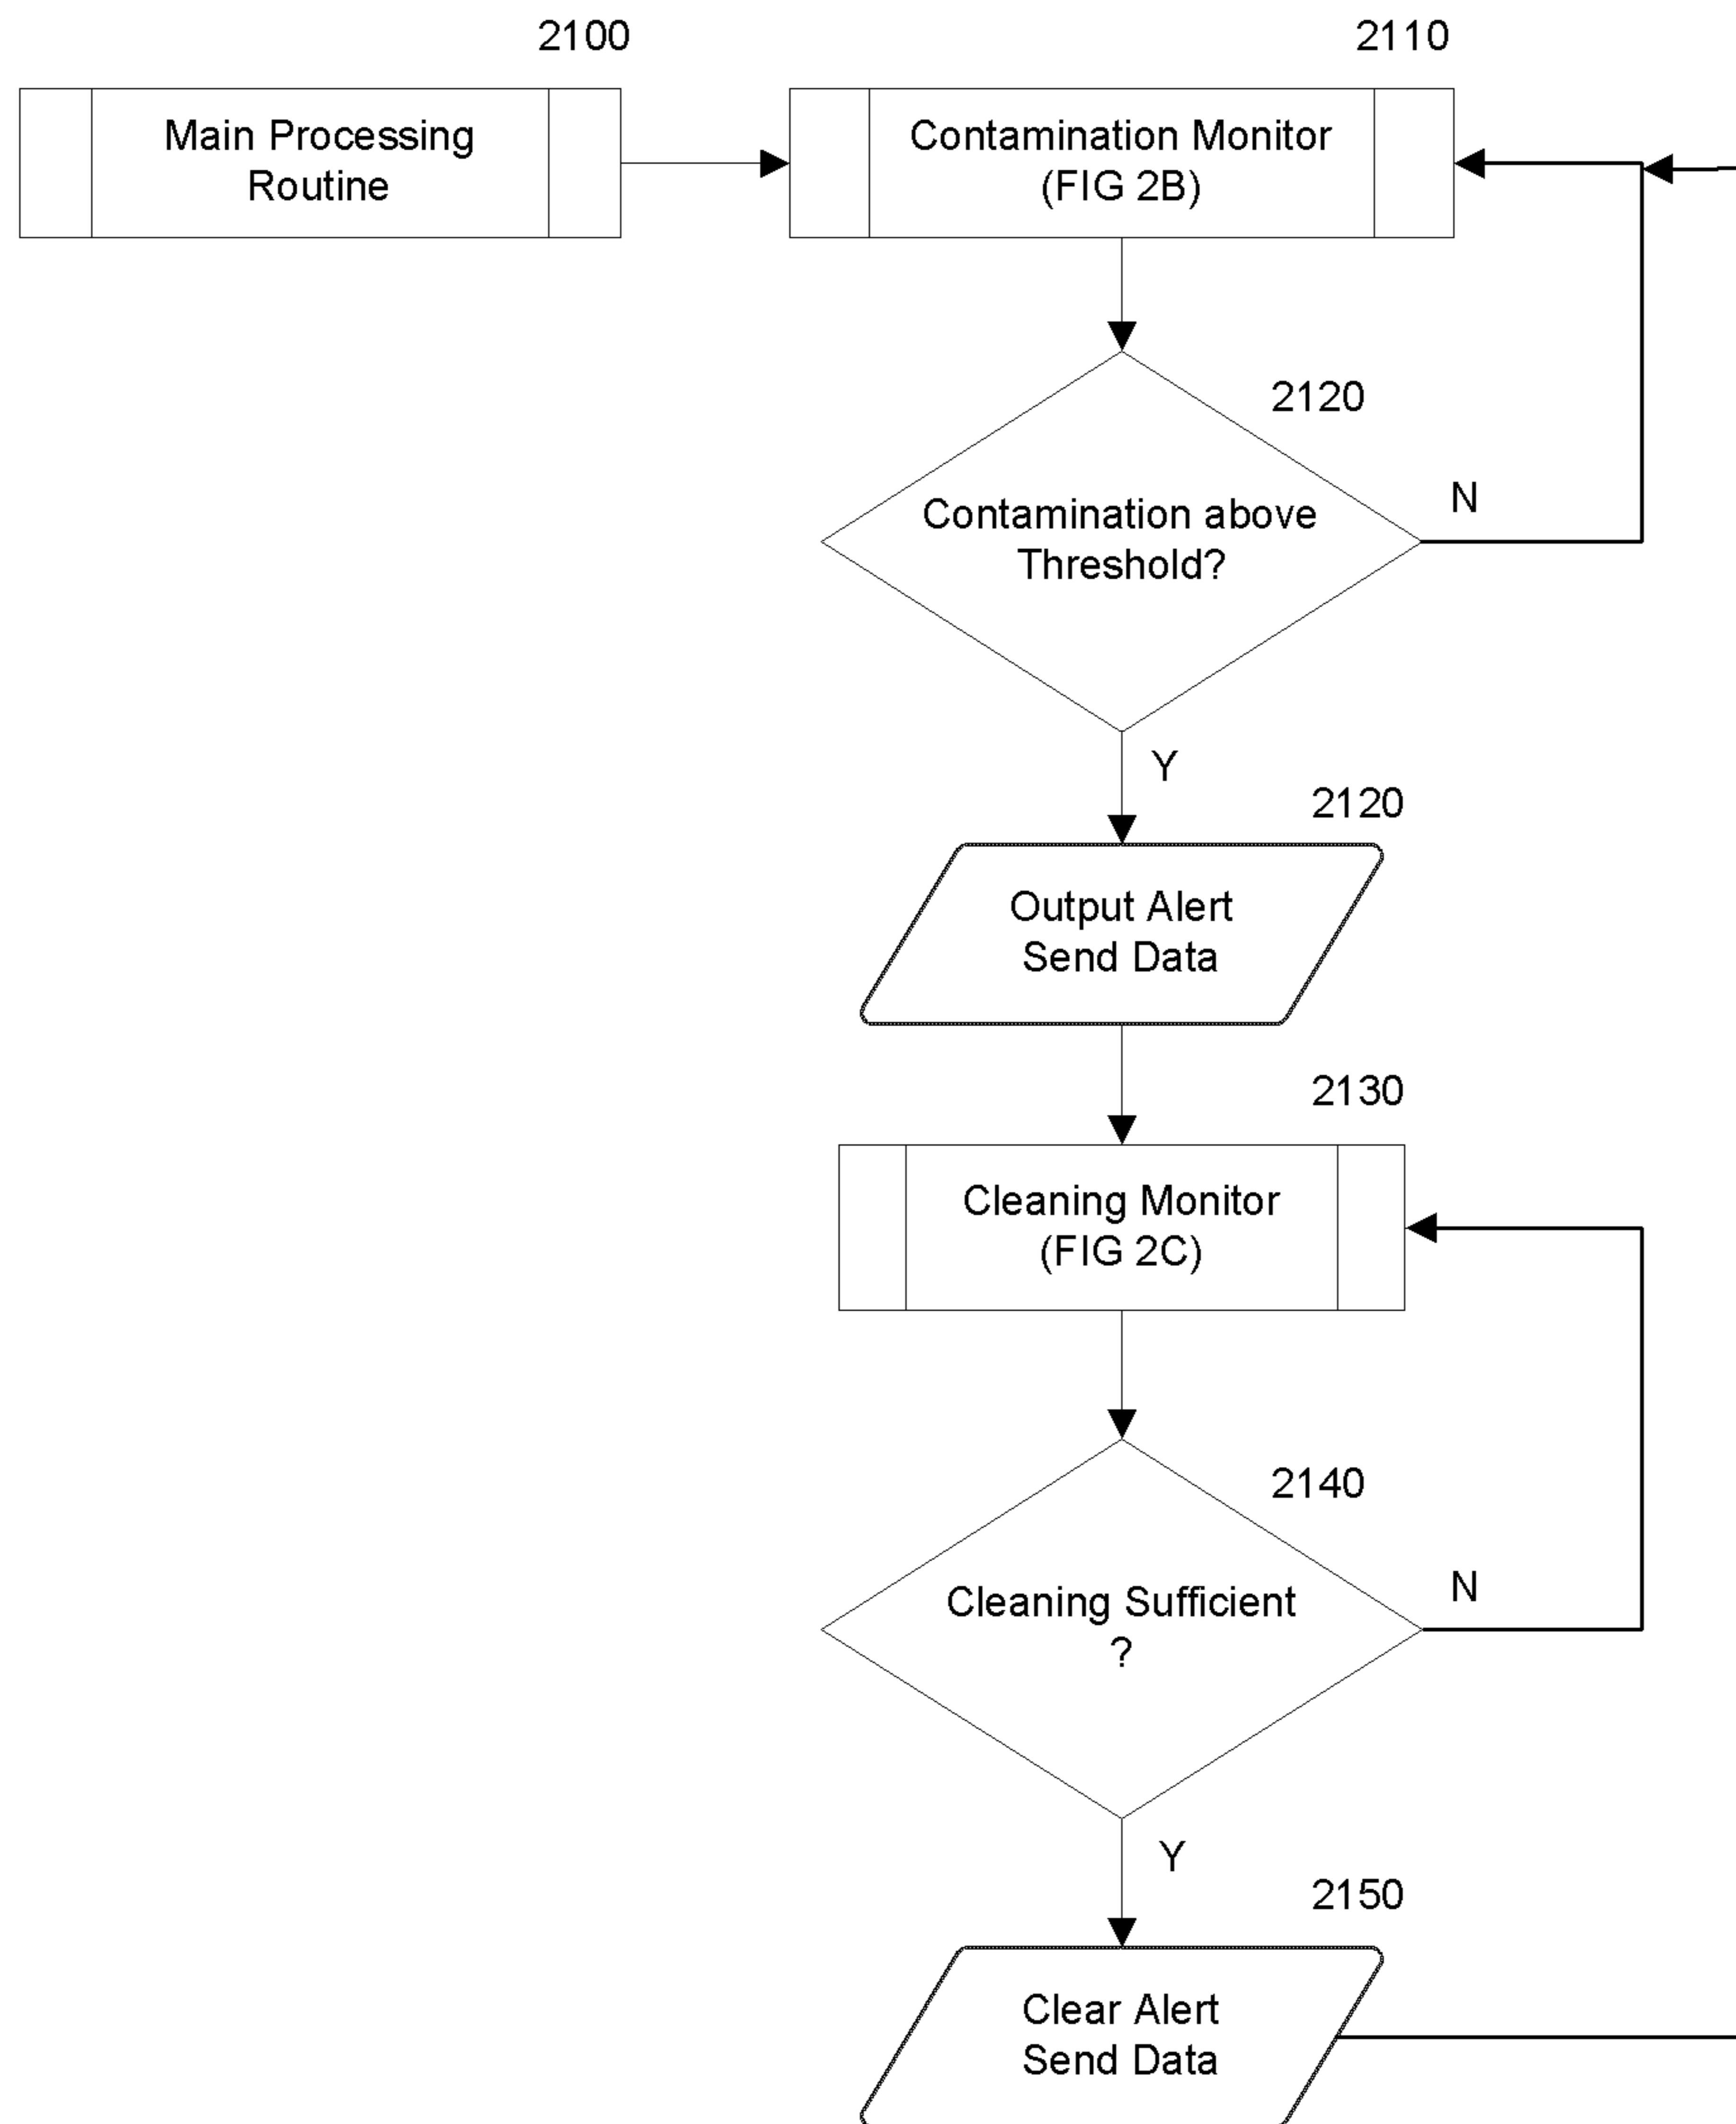 2100
Main Processing
Routine
2110
Contamination Monitor
(FIG 2B)
2120
Contamination above
Threshold?
N
Y
2120
Output Alert
Send Data
2130
Cleaning Monitor
(FIG 2C)
2140
Cleaning Sufficient
?
N
Y
2150
Clear Alert
Send Data